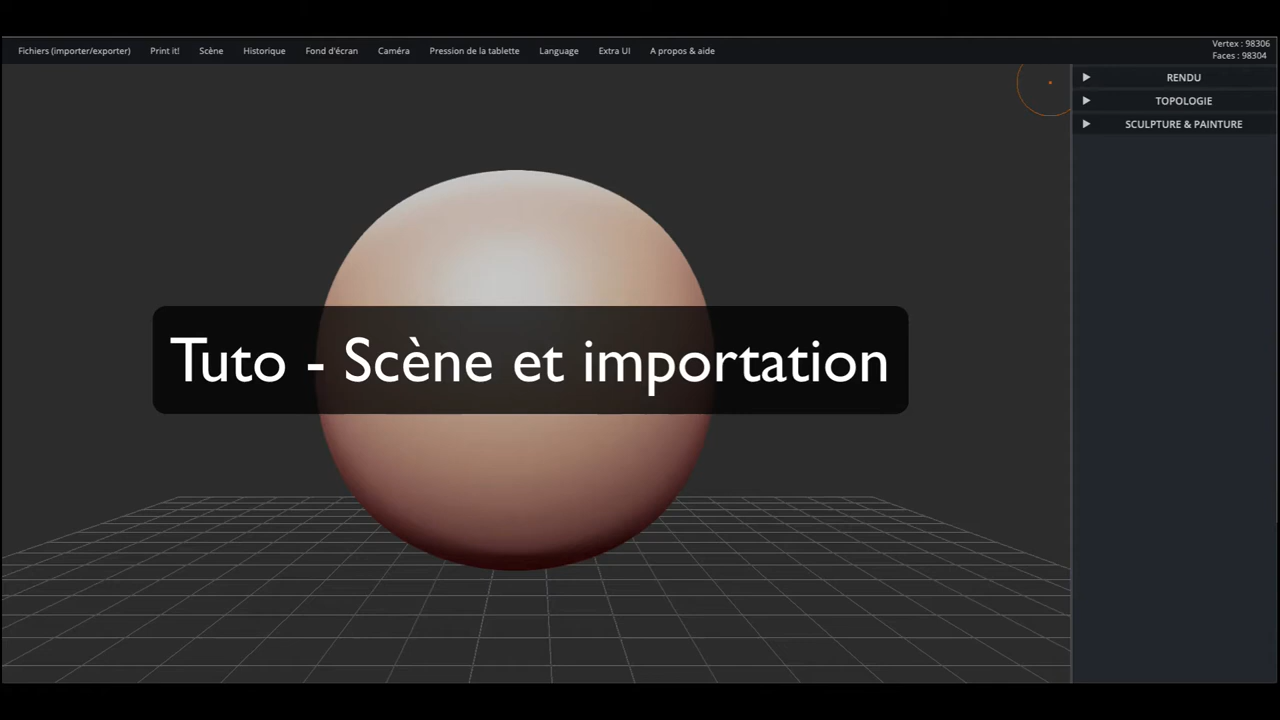 Fichiers (importer/exporter) Print it! Scène Historique Fond d'écran Caméra Pression de la tablette Language Extra UI A propos & aide
Vertex : 98306
Faces : 98304
RENDU
TOPOLOGIE
SCULPTURE & PAINTURE
Tuto - Scène et importation